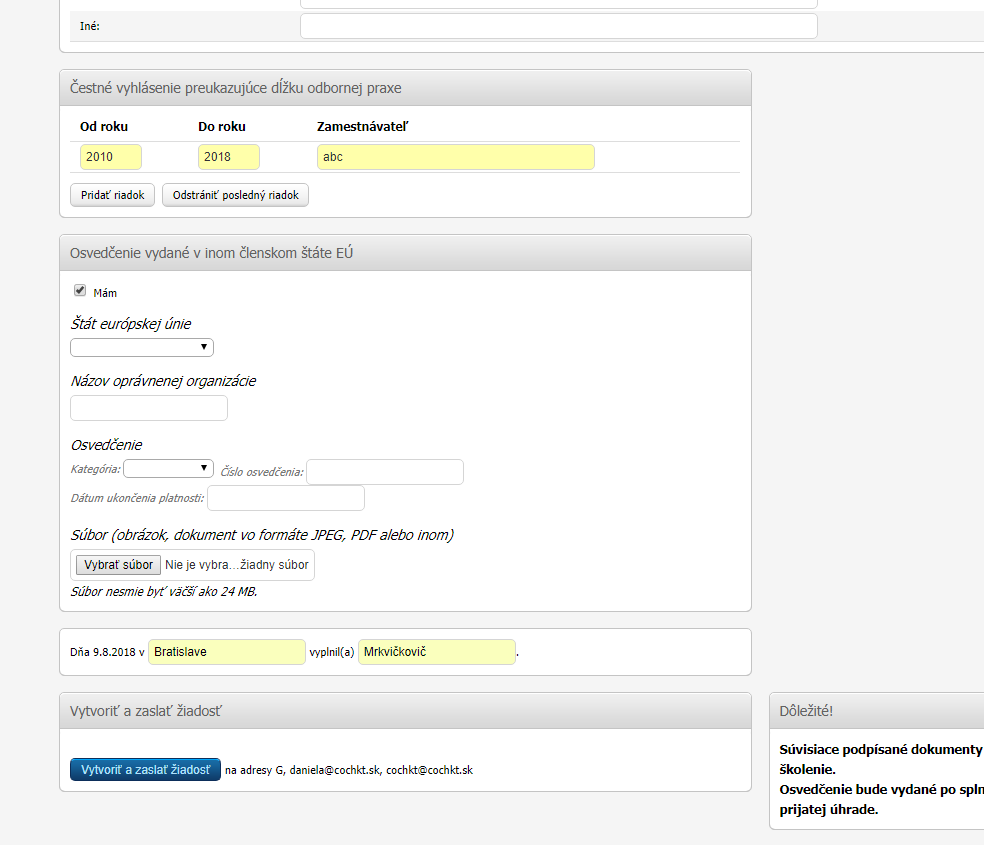 Iné:
Čestné vyhlásenie preukazujúce dĺžku odbornej praxe
Od roku Do roku Zamestnávateľ
2010 2018 abc
Pridať riadok Odstrániť posledný riadok
Osvedčenie vydané v inom členskom štáte EÚ
Mám
Štát európskej únie
Názov oprávnenej organizácie
Osvedčenie
Kategória: Číslo osvedčenia:
Dátum ukončenia platnosti:
Súbor (obrázok, dokument vo formáte JPEG, PDF alebo inom)
Vybrať súbor Nie je vybra...žiadny súbor
Súbor nesmie byť väčší ako 24 MB.
Dňa 9.8.2018 v Bratislave vyplnil(a) Mrkvičkovič .
Vytvoriť a zaslať žiadosť
Vytvoriť a zaslať žiadosť na adresy G, daniela@cochkt.sk, cochkt@cochkt.sk
Dôležité!
Súvisiace podpísané dokumenty
školenie.
Osvedčenie bude vydané po spln
prijatej úhrade.